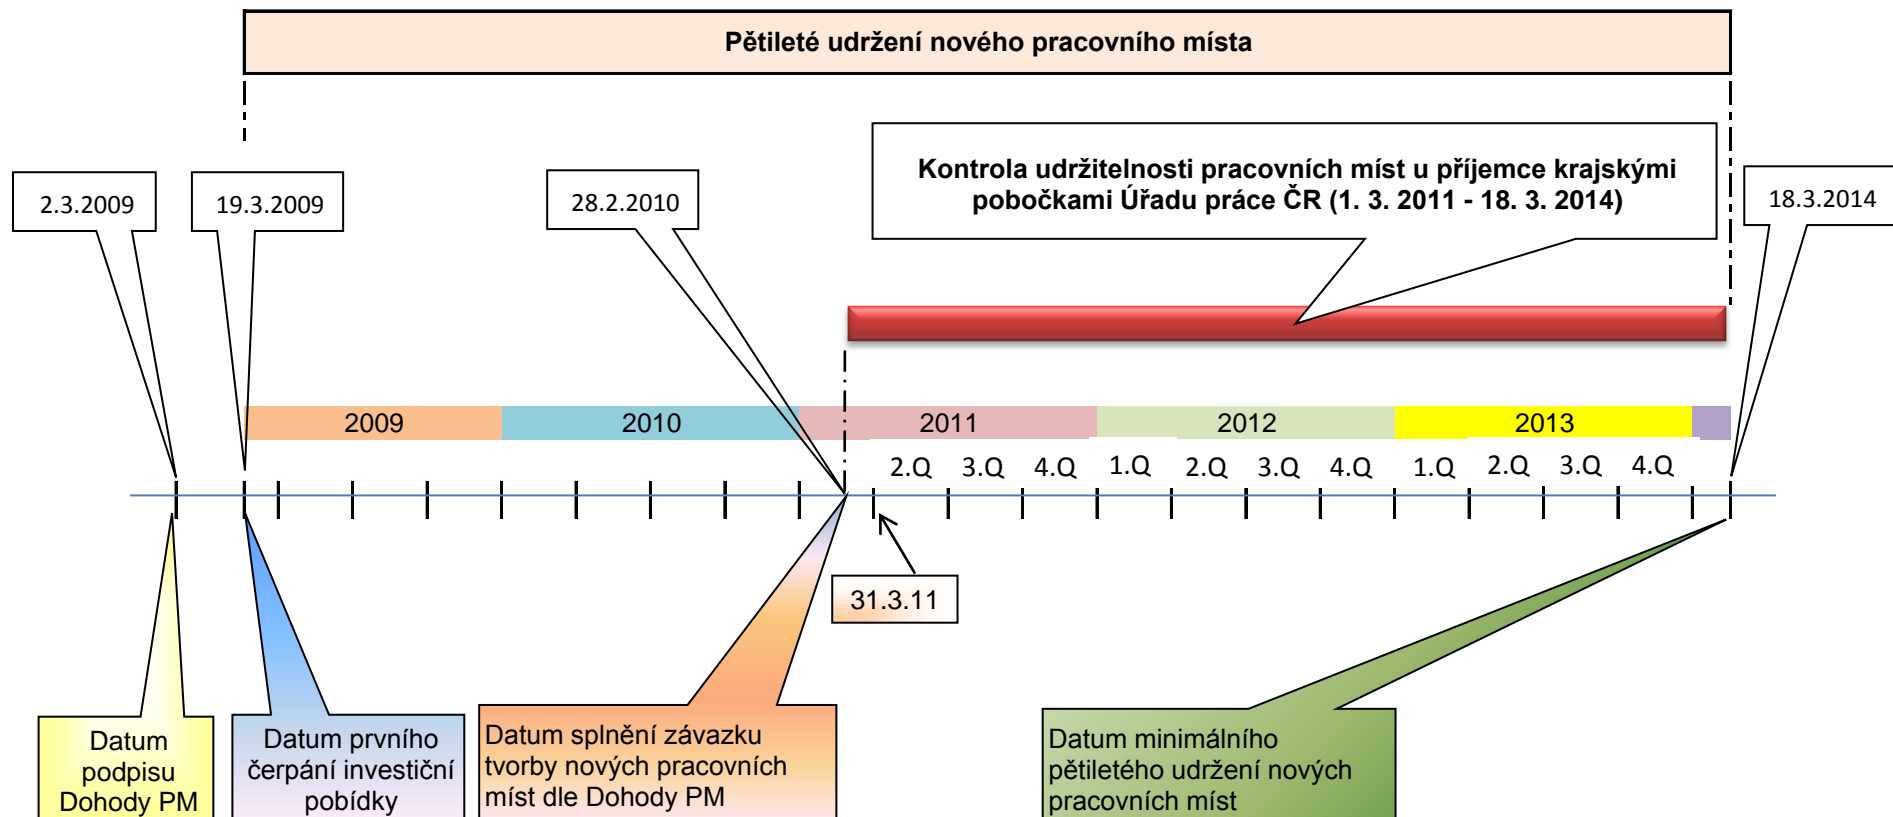 Pětileté udržení nového pracovního místa
Kontrola udržitelnosti pracovních míst u příjemce krajskými
pobočkami Úřadu práce ČR (1. 3. 2011 - 18. 3. 2014)
2.3.2009
19.3.2009
28.2.2010
18.3.2014
2009
2010
2011
2012
2013
2.Q
3.Q
4.Q
1.Q
2.Q
3.Q
4.Q
1.Q
2.Q
3.Q
4.Q
31.3.11
Datum
podpisu
Dohody PM
Datum prvního
čerpání investiční
pobídky
Datum splnění závazku
tvorby nových pracovních
míst dle Dohody PM
Datum minimálního
pětiletého udržení nových
pracovních míst